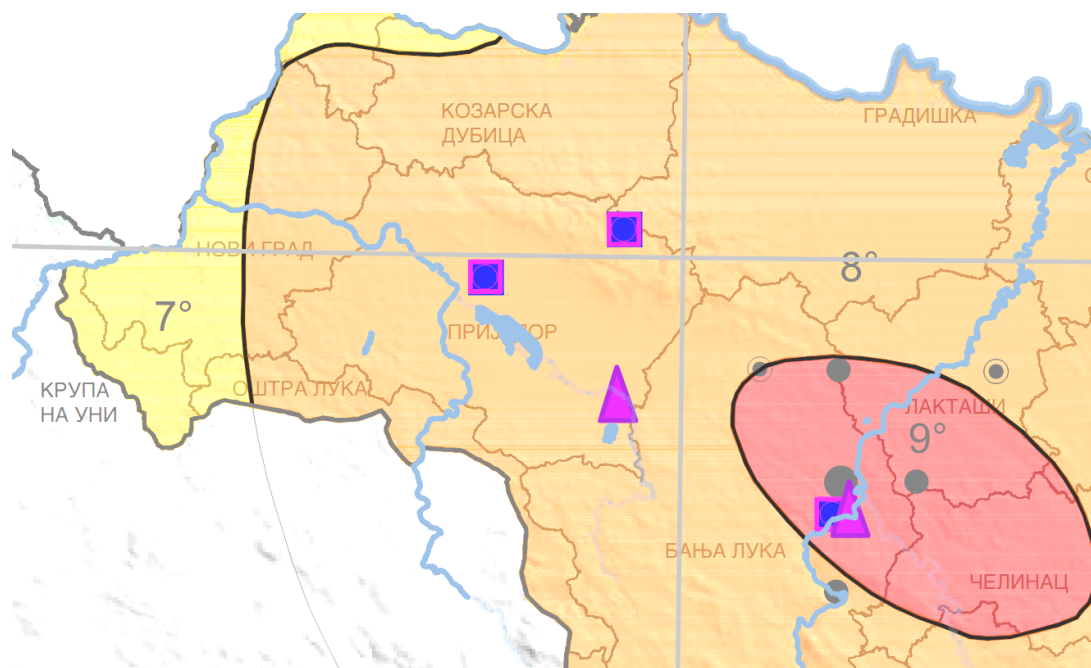 КОЗАРСКА
ДУБИЦА
ГРАДИШКА
НОВИ ГРАД
8°
7°
ПРИЈЕДОР
КРУПА
НА УНИ
ОШТРА ЛУКА
ЛАКТАШИ
9°
БАЊА ЛУКА
ЧЕЛИНАЦ